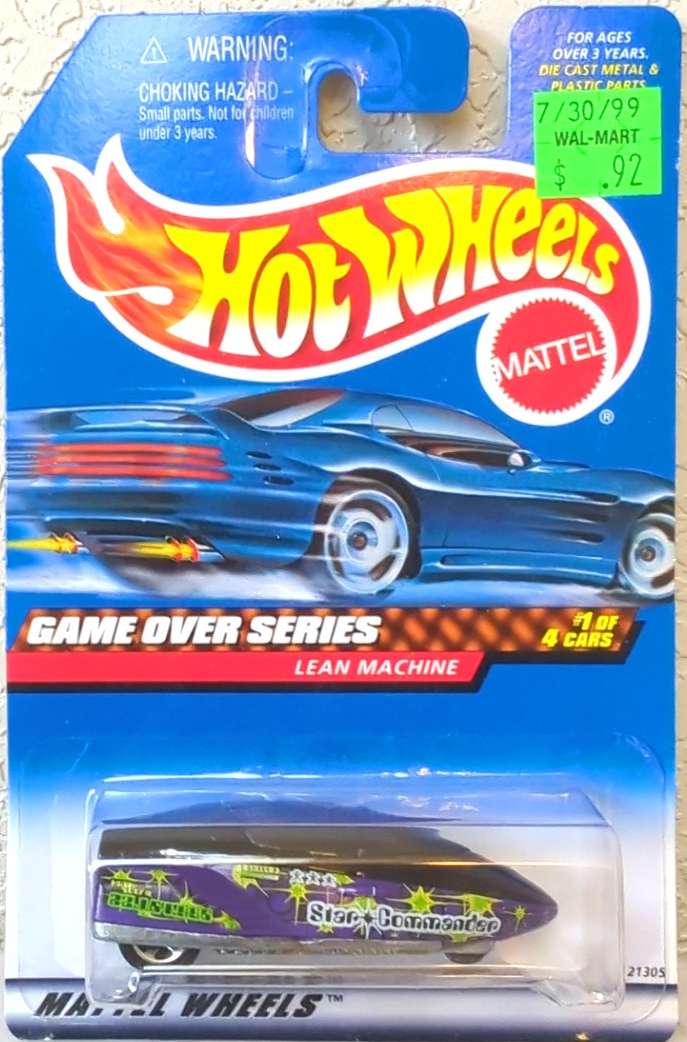 WARNING:
CHOKING HAZARD –
Small parts. Not for children
under 3 years.
FOR AGES
OVER 3 YEARS.
DIE CAST METAL &
PLASTIC PARTS
7/30/99
WAL-MART
$ .92
HOT WHEELS
MATTEL
®
GAME OVER SERIES
#1 OF
4 CARS
LEAN MACHINE
Star Commander
21305
MATTEL WHEELS™